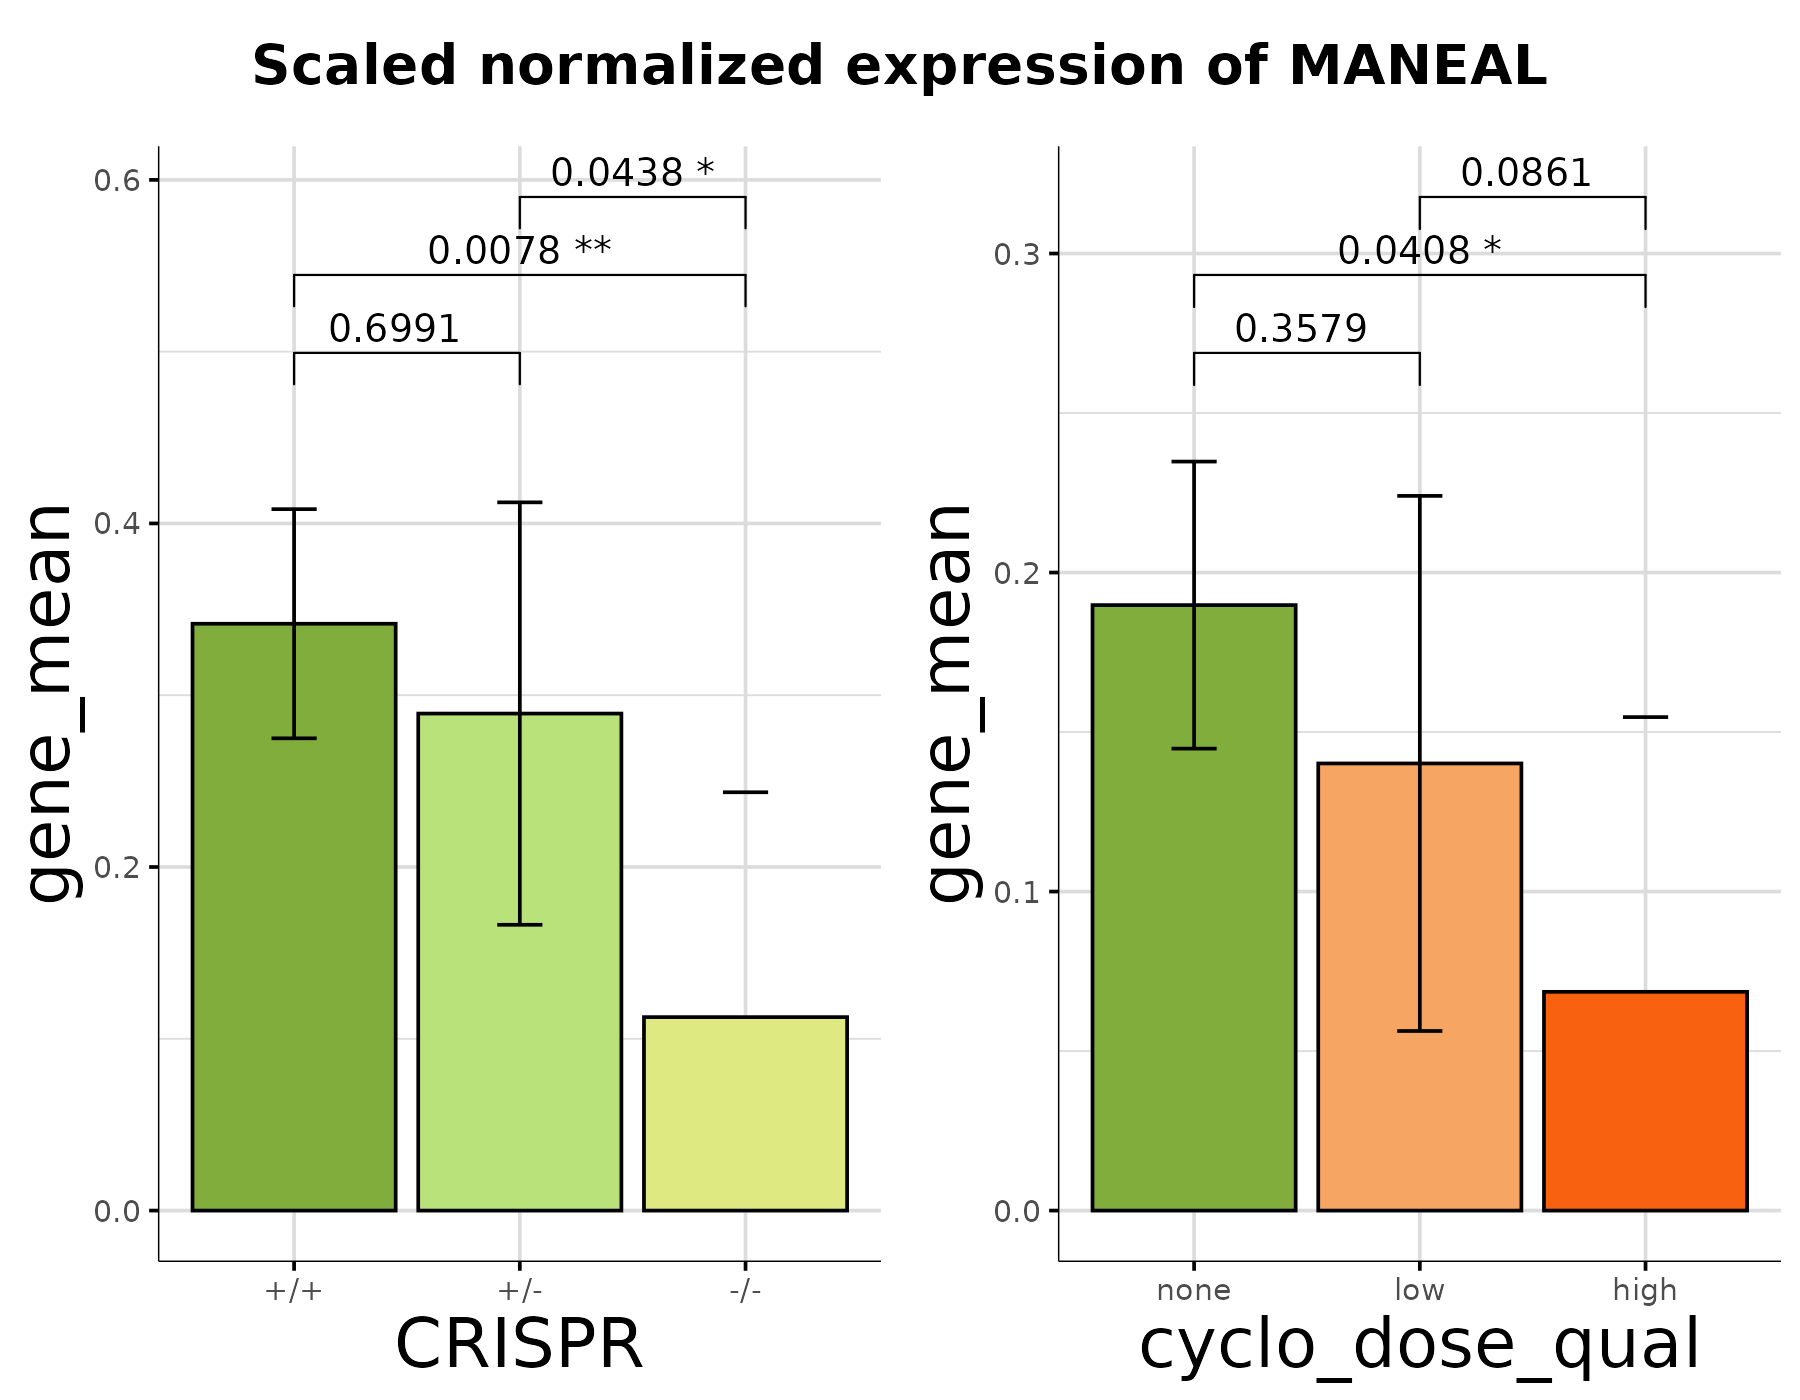 Scaled normalized expression of MANEAL
gene_mean
0.6
0.4
0.2
0.0
0.0438 *
0.0078 **
0.6991
+/+ +/- -/-
CRISPR
gene_mean
0.3
0.2
0.1
0.0
0.0861
0.0408 *
0.3579
none low high
cyclo_dose_qual